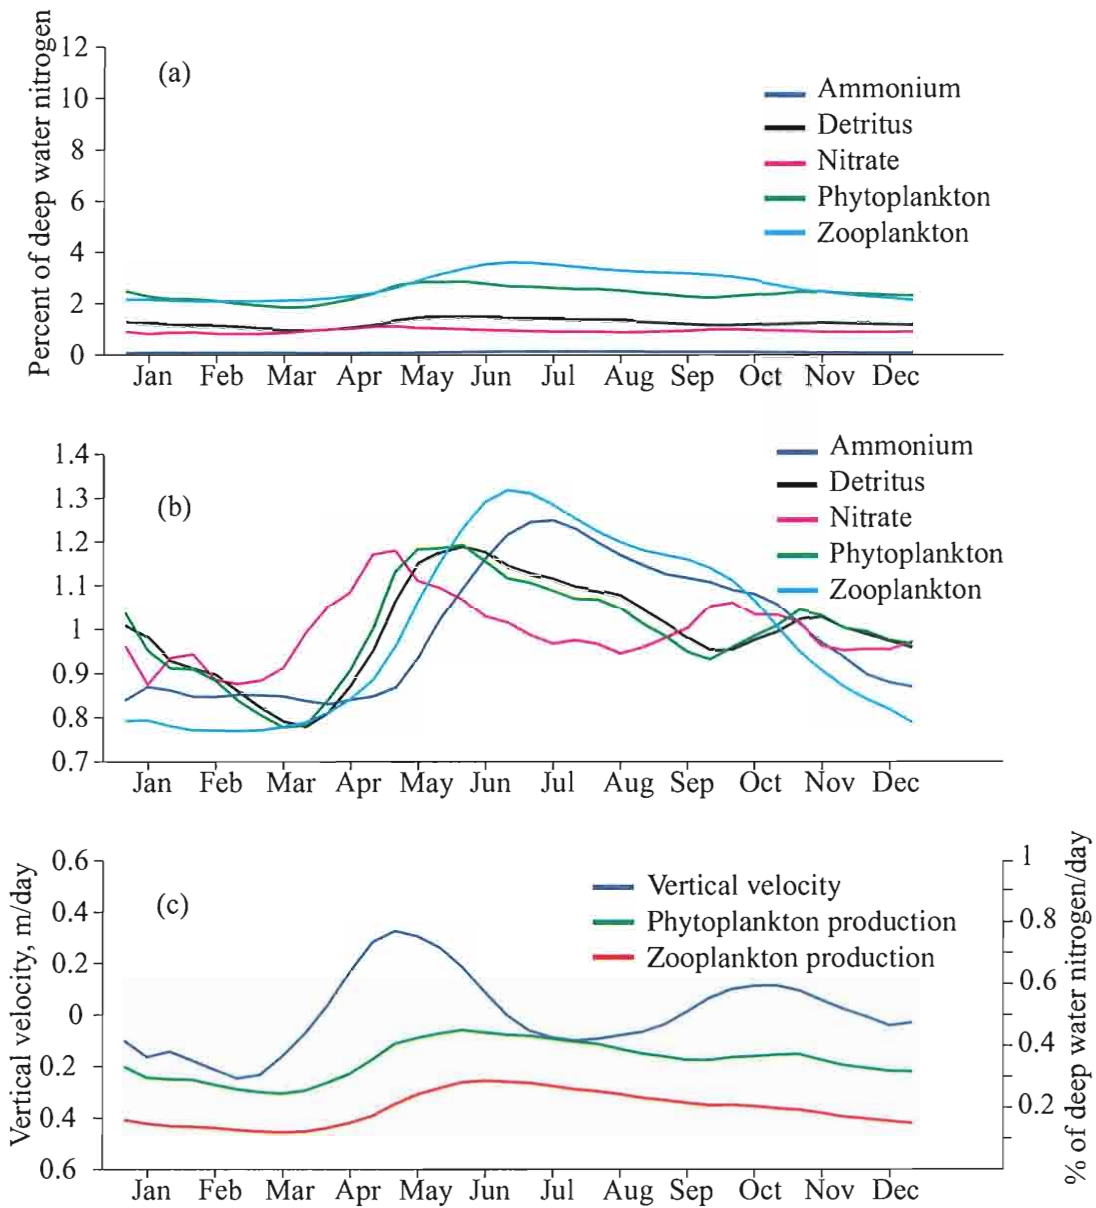 Percent of deep water nitrogen
12
10
8
6
4
2
0
(a)
Ammonium
Detritus
Nitrate
Phytoplankton
Zooplankton
Jan Feb Mar Apr May Jun Jul Aug Sep Oct Nov Dec
1.4
1.3
1.2
1.1
1
0.9
0.8
0.7
(b)
Ammonium
Detritus
Nitrate
Phytoplankton
Zooplankton
Jan Feb Mar Apr May Jun Jul Aug Sep Oct Nov Dec
Vertical velocity, m/day
0.6
0.4
0.2
0
0.2
0.4
0.6
(c)
Vertical velocity
Phytoplankton production
Zooplankton production
1
0.8
0.6
0.4
0.2
% of deep water nitrogen/day
Jan Feb Mar Apr May Jun Jul Aug Sep Oct Nov Dec